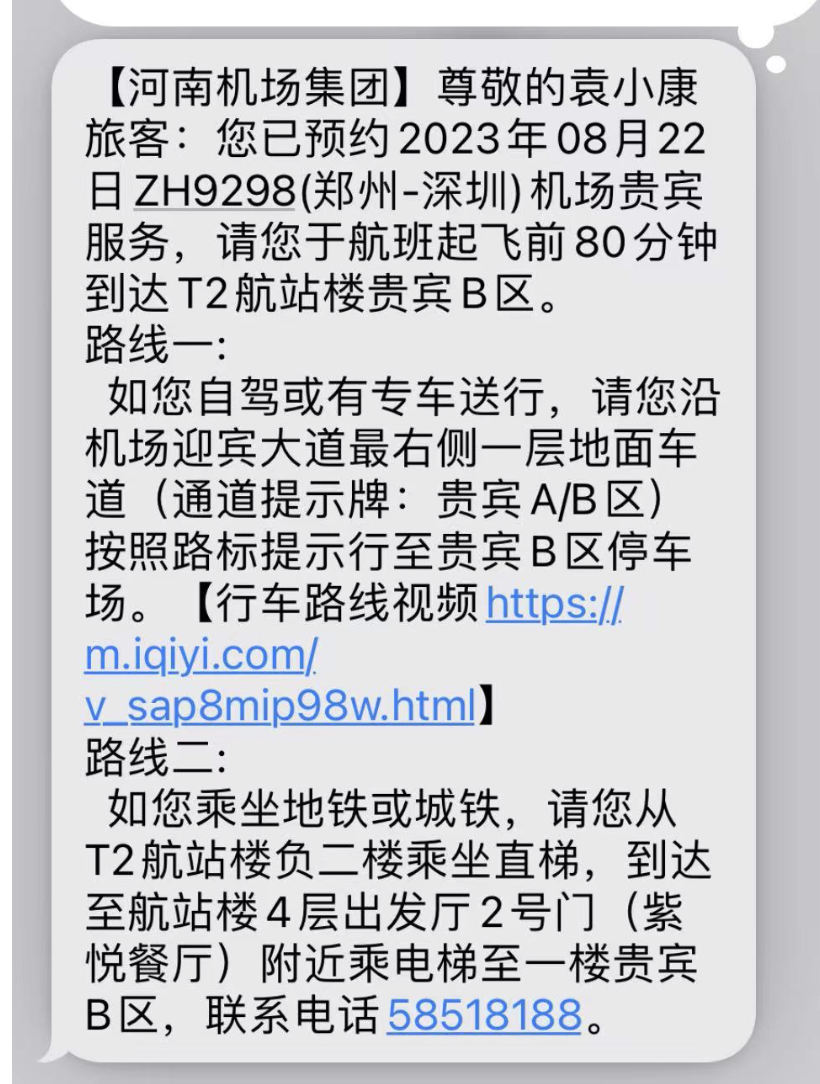 【河南机场集团】尊敬的袁小康
旅客：您已预约2023年08月22
日ZH9298(郑州-深圳)机场贵宾
服务，请您于航班起飞前80分钟
到达T2航站楼贵宾B区。
路线一:
如您自驾或有专车送行，请您沿
机场迎宾大道最右侧一层地面车
道（通道提示牌：贵宾A/B区）
按照路标提示行至贵宾B区停车
场。【行车路线视频https://
m.iqiyi.com/
v_sap8mip98w.html】
路线二:
如您乘坐地铁或城铁，请您从
T2航站楼负二楼乘坐直梯，到达
至航站楼4层出发厅2号门（紫
悦餐厅）附近乘电梯至一楼贵宾
B区，联系电话58518188。